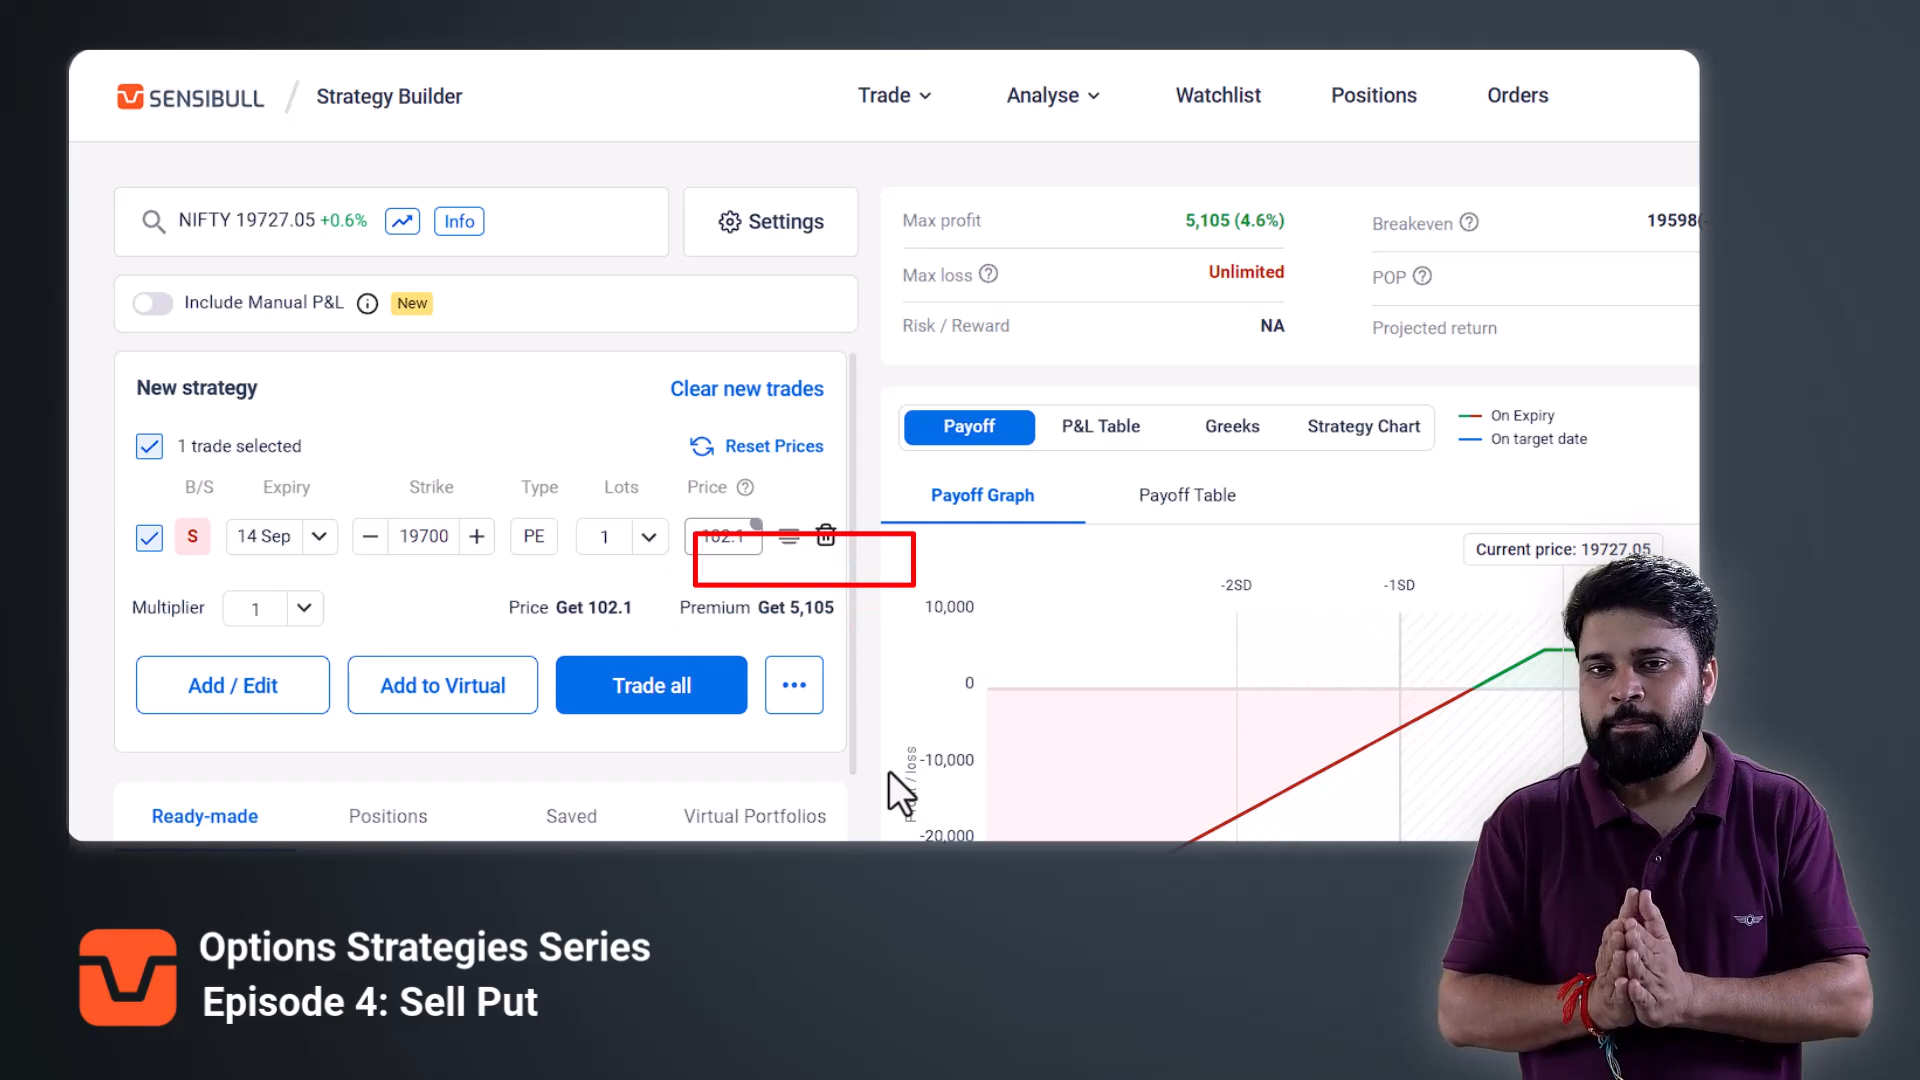 SENSIBULL / Strategy Builder
Trade
Analyse
Watchlist
Positions
Orders
NIFTY 19727.05 +0.6%
Info
Settings
Include Manual P&L
New
New strategy
Clear new trades
1 trade selected
Reset Prices
B/S
Expiry
Strike
Type
Lots
Price
S
14 Sep
19700
PE
1
102.1
Multiplier
1
Price Get 102.1
Premium Get 5,105
Add / Edit
Add to Virtual
Trade all
Ready-made
Positions
Saved
Virtual Portfolios
Max profit
5,105 (4.6%)
Max loss
Unlimited
Risk / Reward
NA
Breakeven
19598
POP
Projected return
Payoff
P&L Table
Greeks
Strategy Chart
On Expiry
On target date
Payoff Graph
Payoff Table
Current price: 19727.05
-2SD
-1SD
10,000
0
-10,000
-20,000
Options Strategies Series
Episode 4: Sell Put